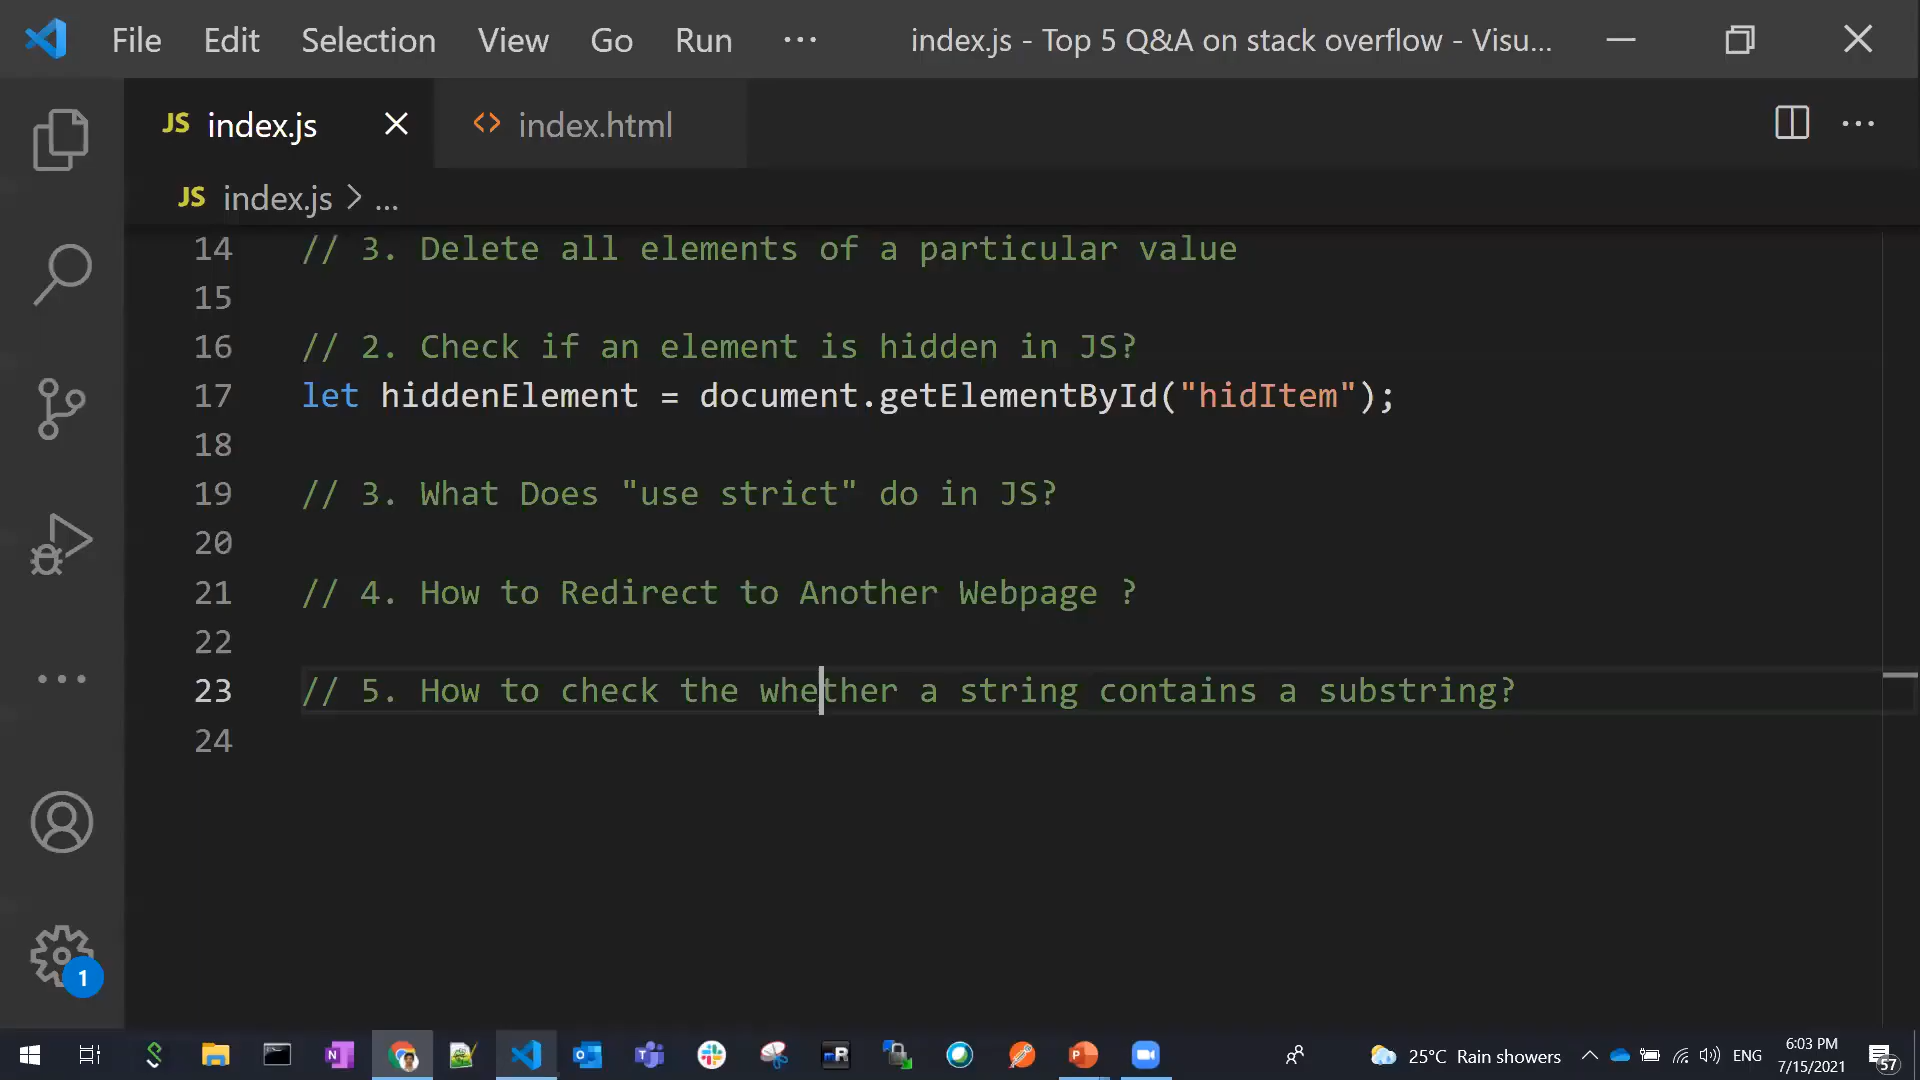 File Edit Selection View Go Run ··· index.js - Top 5 Q&A on stack overflow - Visu...
JS index.js index.html
JS index.js > ...
14 // 3. Delete all elements of a particular value
15
16 // 2. Check if an element is hidden in JS?
17 let hiddenElement = document.getElementById("hidItem");
18
19 // 3. What Does "use strict" do in JS?
20
21 // 4. How to Redirect to Another Webpage ?
22
23 // 5. How to check the whether a string contains a substring?
24
1
25°C Rain showers ENG 6:03 PM
7/15/2021 57